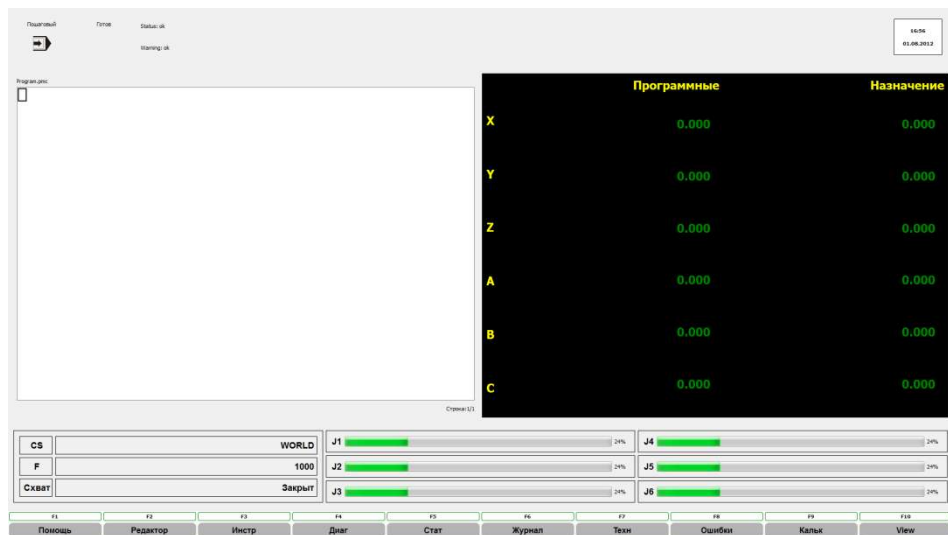 Пошаговый Готов Status: ok
Warning: ok
16:56
01.08.2012
Program.pmc
Программные Назначение
X 0.000 0.000
Y 0.000 0.000
Z 0.000 0.000
A 0.000 0.000
B 0.000 0.000
C 0.000 0.000
Строка: 1/1
CS WORLD J1 24% J4 24%
F 1000 J2 24% J5 24%
Схват Закрыт J3 24% J6 24%
F1 F2 F3 F4 F5 F6 F7 F8 F9 F10
Помощь Редактор Инстр Диаг Стат Журнал Техн Ошибки Кальк View